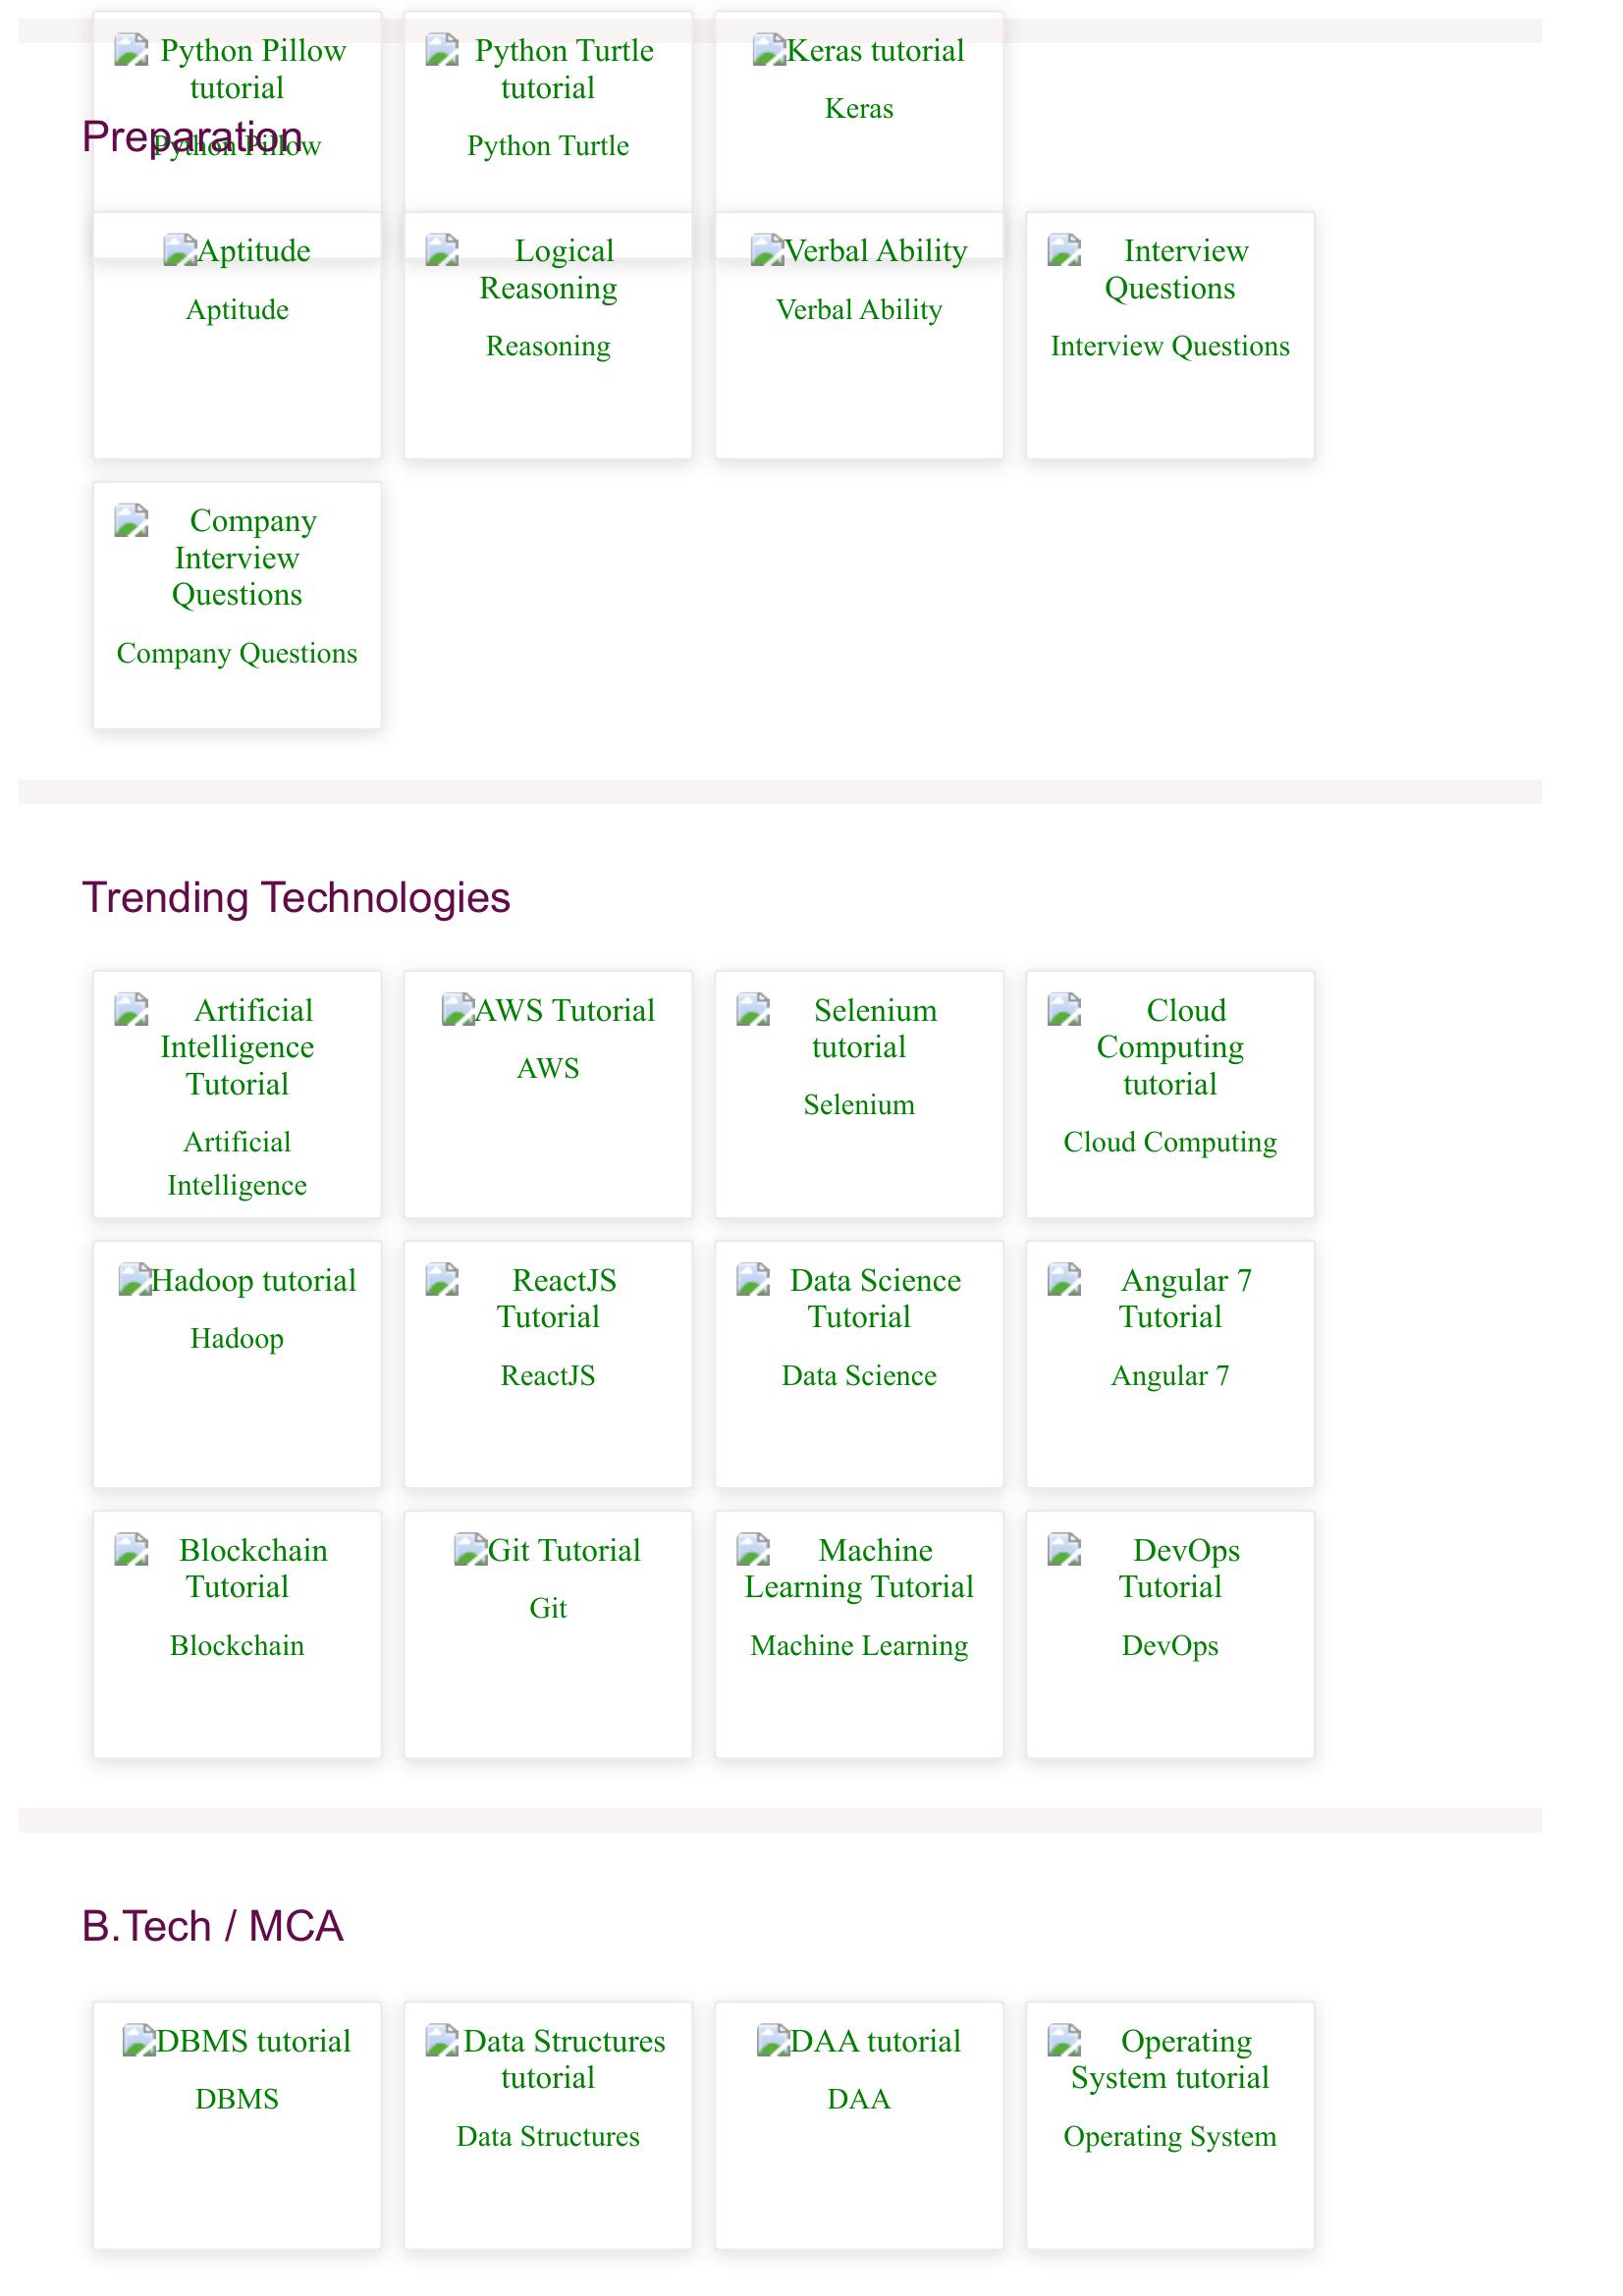 Python Pillow
tutorial
Python Pillow
Python Turtle
tutorial
Python Turtle
Keras tutorial
Keras
Preparation
Aptitude
Aptitude
Logical
Reasoning
Reasoning
Verbal Ability
Verbal Ability
Interview
Questions
Interview Questions
Company
Interview
Questions
Company Questions
Trending Technologies
Artificial
Intelligence
Tutorial
Artificial
Intelligence
AWS Tutorial
AWS
Selenium
tutorial
Selenium
Cloud
Computing
tutorial
Cloud Computing
Hadoop tutorial
Hadoop
ReactJS
Tutorial
ReactJS
Data Science
Tutorial
Data Science
Angular 7
Tutorial
Angular 7
Blockchain
Tutorial
Blockchain
Git Tutorial
Git
Machine
Learning Tutorial
Machine Learning
DevOps
Tutorial
DevOps
B.Tech / MCA
DBMS tutorial
DBMS
Data Structures
tutorial
Data Structures
DAA tutorial
DAA
Operating
System tutorial
Operating System